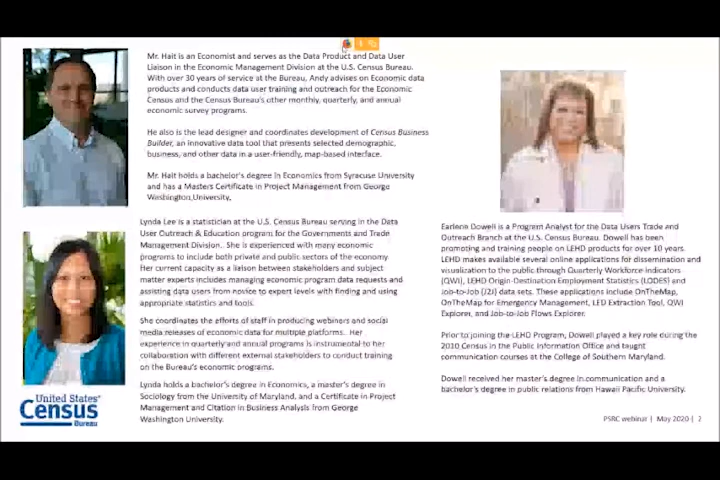 Mr. Hait is an Economist and serves as the Data Product and Data User
Liaison in the Economic Management Division at the U.S. Census Bureau.
With over 30 years of service at the Bureau, Andy advises on Economic data
products and conducts data user training and outreach for the Economic
Census and the Census Bureau's other monthly, quarterly, and annual
economic survey programs.
He also is the lead designer and coordinates development of Census Business
Builder, an innovative data tool that presents selected demographic,
business, and other data in a user-friendly, map-based interface.
Mr. Hait holds a bachelor's degree in Economics from Syracuse University
and has a Masters Certificate in Project Management from George
Washington University,
Lynda Lee is a statistician at the U.S. Census Bureau serving in the Data
User Outreach & Education program for the Governments and Trade
Management Division. She is experienced with many economic
programs to include both private and public sectors of the economy.
Her current capacity as a liaison between stakeholders and subject
matter experts includes managing economic program data requests and
assisting data users from novice to expert levels with finding and using
appropriate statistics and tools.
She coordinates the efforts of staff in producing webinars and social
media releases of economic data for multiple platforms. Her
experience in quarterly and annual programs is instrumental to her
collaboration with different external stakeholders to conduct training
on the Bureau's economic programs.
Lynda holds a bachelor's degree in Economics, a master's degree in
Sociology from the University of Maryland, and a Certificate in Project
Management and Citation in Business Analysis from George
Washington University.
Earlene Dowell is a Program Analyst for the Data Users Trade and
Outreach Branch at the U.S. Census Bureau. Dowell has been
promoting and training people on LEHD products for over 10 years.
LEHD makes available several online applications for dissemination and
visualization to the public through Quarterly Workforce Indicators
(QWI), LEHD Origin-Destination Employment Statistics (LODES) and
Job-to-Job (J2J) data sets. These applications include OnTheMap,
OnTheMap for Emergency Management, LED Extraction Tool, QWI
Explorer, and Job-to-Job Flows Explorer.
Prior to joining the LEHD Program, Dowell played a key role during the
2010 Census in the Public Information Office and taught
communication courses at the College of Southern Maryland.
Dowell received her master's degree in communication and a
bachelor's degree in public relations from Hawaii Pacific University.
United States
Census
Bureau
PSRC webinar | May 2020 | 2